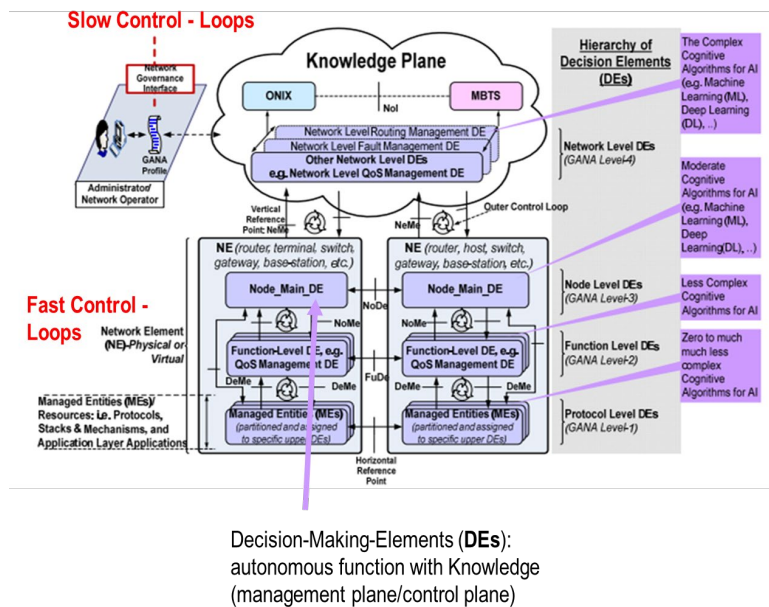 Slow Control - Loops
Network
Governance
Interface
GANA
Profile
Administrator/
Network Operator
Knowledge Plane
ONIX
NoI
MBTS
Network Level Routing Management DE
Network Level Fault Management DE
Other Network Level DEs
e.g. Network Level QoS Management DE
Hierarchy of
Decision Elements
(DEs)
Network Level DEs
(GANA Level-4)
The Complex
Cognitive
Algorithms for AI
(e.g. Machine
Learning (ML),
Deep Learning
(DL), ..)
Vertical
Reference
Point: NeMe
NeMe
Outer Control Loop
Moderate
Cognitive
Algorithms for AI
(e.g. Machine
Learning (ML),
Deep
Learning(DL), ..)
NE (router, terminal, switch,
gateway, base-station, etc.)
NE (router, host, switch,
gateway, base-station, etc.)
Fast Control -
Loops
Node_Main_DE
Node_Main_DE
NoDe
Node Level DEs
(GANA Level-3)
Less Complex
Cognitive
Algorithms for AI
Network Element
(NE)-Physical or-
Virtual
NoMe
NoMe
Function-Level DE, e.g.
QoS Management DE
Function-Level DE, e.g
QoS Management DE
FuDe
Function Level DEs
(GANA Level-2)
Zero to much
much less
complex
Cognitive
Algorithms for AI
DeMe
DeMe
DeMe
DeMe
Managed Entities (MEs)/
Resources: i.e. Protocols,
Stacks & Mechanisms, and
Application Layer Applications
Managed Entities (MEs)
(partitioned and assigned
to specific upper DEs)
Managed Entities (MEs)
(partitioned and assigned
to specific upper DEs)
Protocol Level DEs
(GANA Level-1)
Horizontal
Reference
Point
Decision-Making-Elements (DEs):
autonomous function with Knowledge
(management plane/control plane)